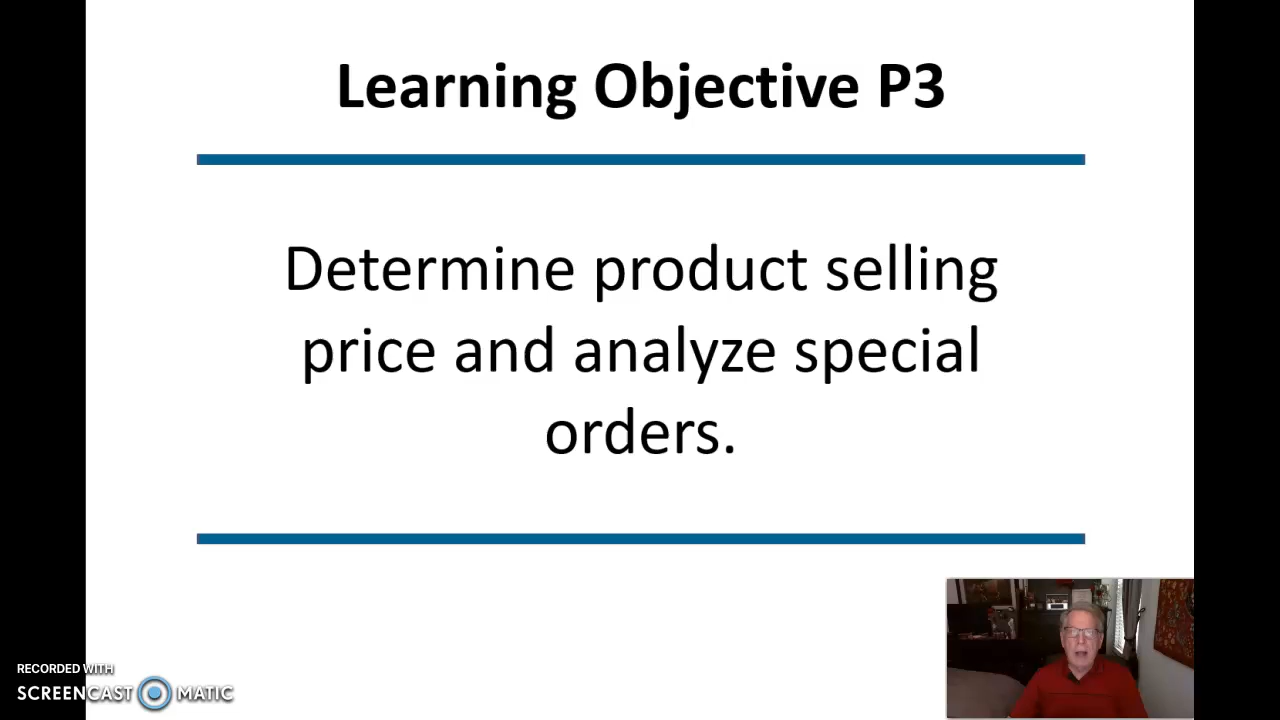 Learning Objective P3
Determine product selling
price and analyze special
orders.
RECORDED WITH
SCREENCAST MATIC